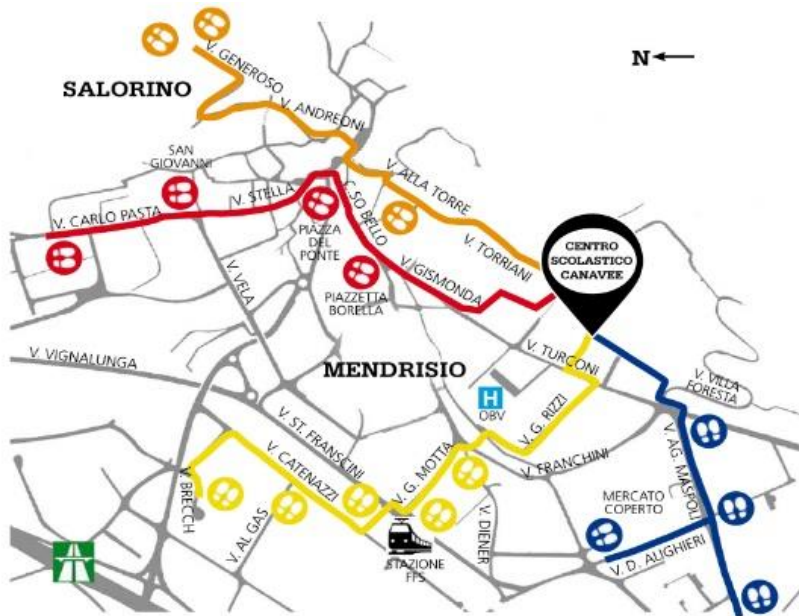 N
V. GENEROSO
SALORINO
V. ANDREONI
SAN
GIOVANNI
V. ALLA TORRE
V. STELLA
C.SO BELLO
V. CARLO PASTA
PIAZZA
DEL
PONTE
V. TORRIANI
CENTRO
SCOLASTICO
CANAVEE
V. GISMONDA
V. VELA
PIAZZETTA
BORELLA
V. TURCONI
V. VIGNALUNGA
MENDRISIO
V. VILLA
FORESTA
H
OBV
V. G. RIZZI
V. ST. FRANSCINI
V. AG. MASPOLI
V. CATENAZZI
V. G. MOTTA
V. FRANCHINI
V. BRECCH
MERCATO
COPERTO
V. DIENER
V. AL GAS
V. D. ALIGHIERI
STAZIONE
FFS